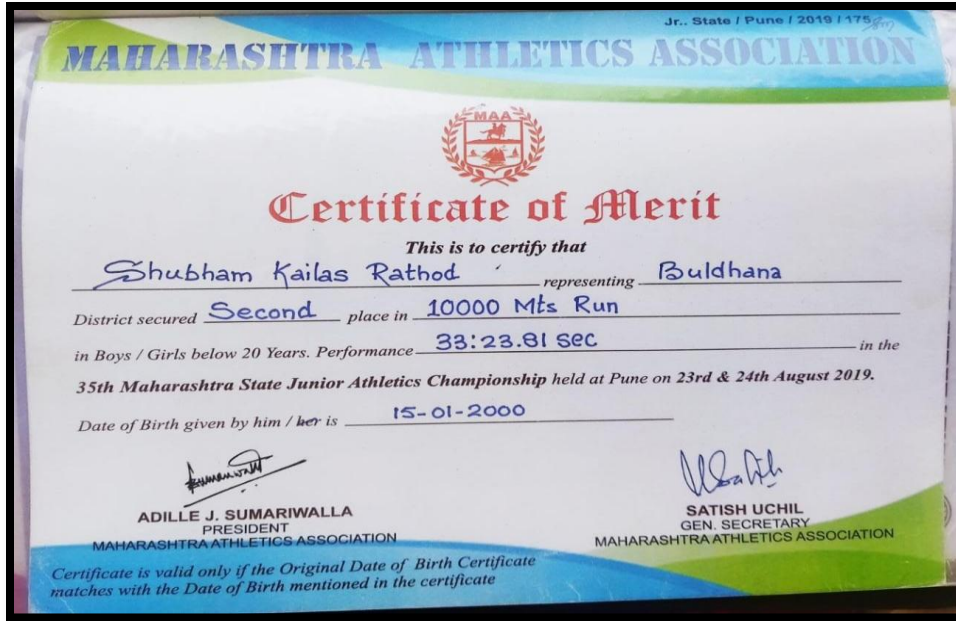 Jr.. State / Pune / 2019 / 175
MAHARASHTRA ATHLETICS ASSOCIATION
MAA
Certificate of Merit
This is to certify that
Shubham Kailas Rathod representing Buldhana
District secured Second place in 10000 Mts Run
in Boys / Girls below 20 Years. Performance 33:23.81 sec in the
35th Maharashtra State Junior Athletics Championship held at Pune on 23rd & 24th August 2019.
Date of Birth given by him / her is 15-01-2000
ADILLE J. SUMARIWALLA
PRESIDENT
MAHARASHTRA ATHLETICS ASSOCIATION
SATISH UCHIL
GEN. SECRETARY
MAHARASHTRA ATHLETICS ASSOCIATION
Certificate is valid only if the Original Date of Birth Certificate
matches with the Date of Birth mentioned in the certificate